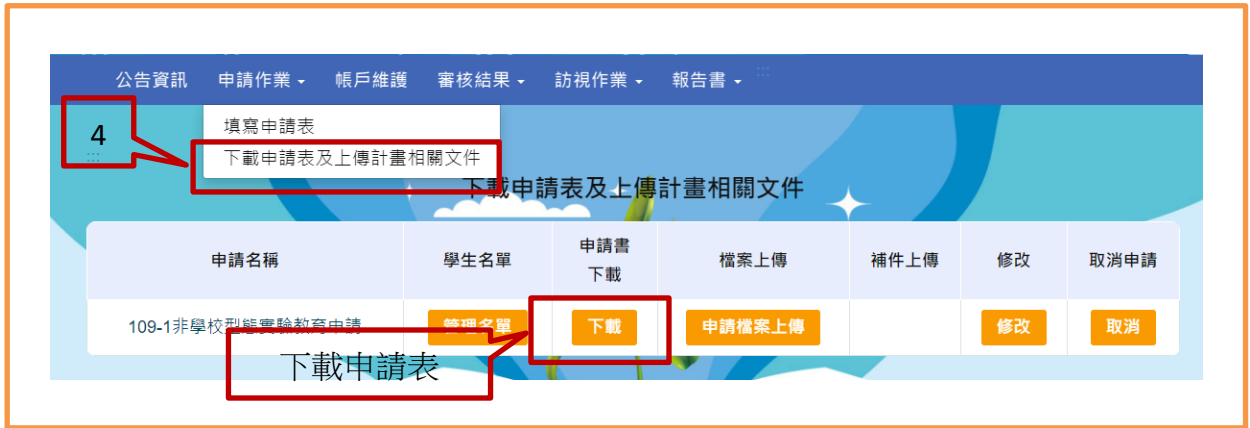 公告資訊 申請作業 帳戶維護 審核結果 訪視作業 報告書
4
填寫申請表
下載申請表及上傳計畫相關文件
下載申請表及上傳計畫相關文件
申請名稱 學生名單 申請書 檔案上傳 補件上傳 修改 取消申請
下載
109-1非學校型態實驗教育申請 管理名單 下載 申請檔案上傳 修改 取消
下載申請表